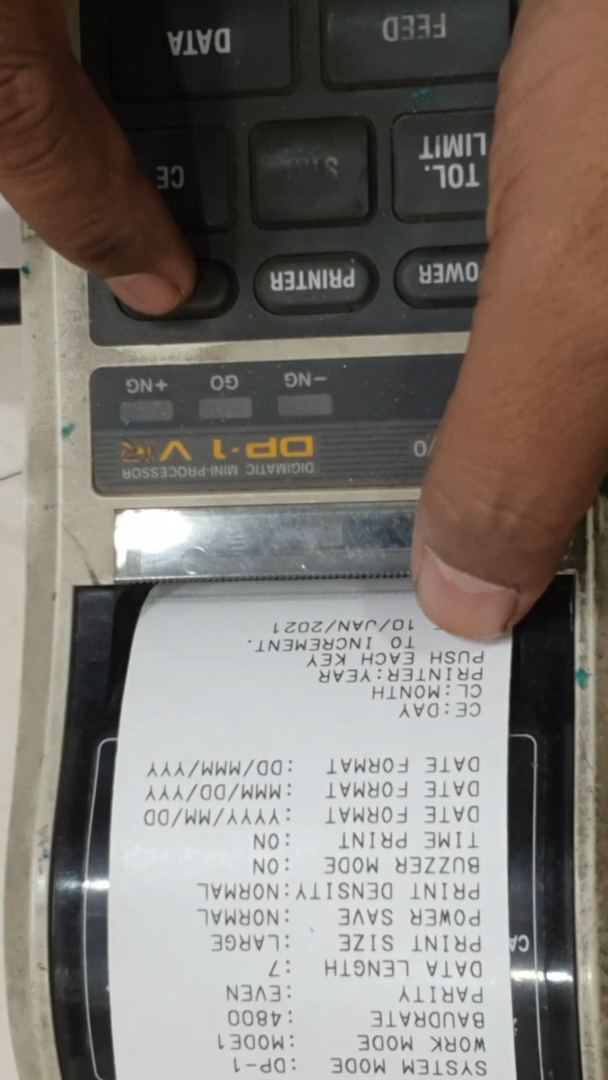 SYSTEM MODE :DP-1
WORK MODE :MODE1
BAUDRATE :4800
PARITY :EVEN
DATA LENGTH :7
PRINT SIZE :LARGE
POWER SAVE :NORMAL
PRINT DENSITY:NORMAL
BUZZER MODE :ON
TIME PRINT :ON
DATE FORMAT :YYYY/MM/DD
DATE FORMAT :MMM/DD/YYY
DATE FORMAT :DD/MMM/YYY
CE:DAY
CL:MONTH
PRINTER:YEAR
PUSH EACH KEY
TO INCREMENT.
10/JAN/2021
DIGIMATIC MINI-PROCESSOR
DP-1VR
-NG GO +NG
OWER PRINTER
TOL.
LIMIT CE
FEED DATA